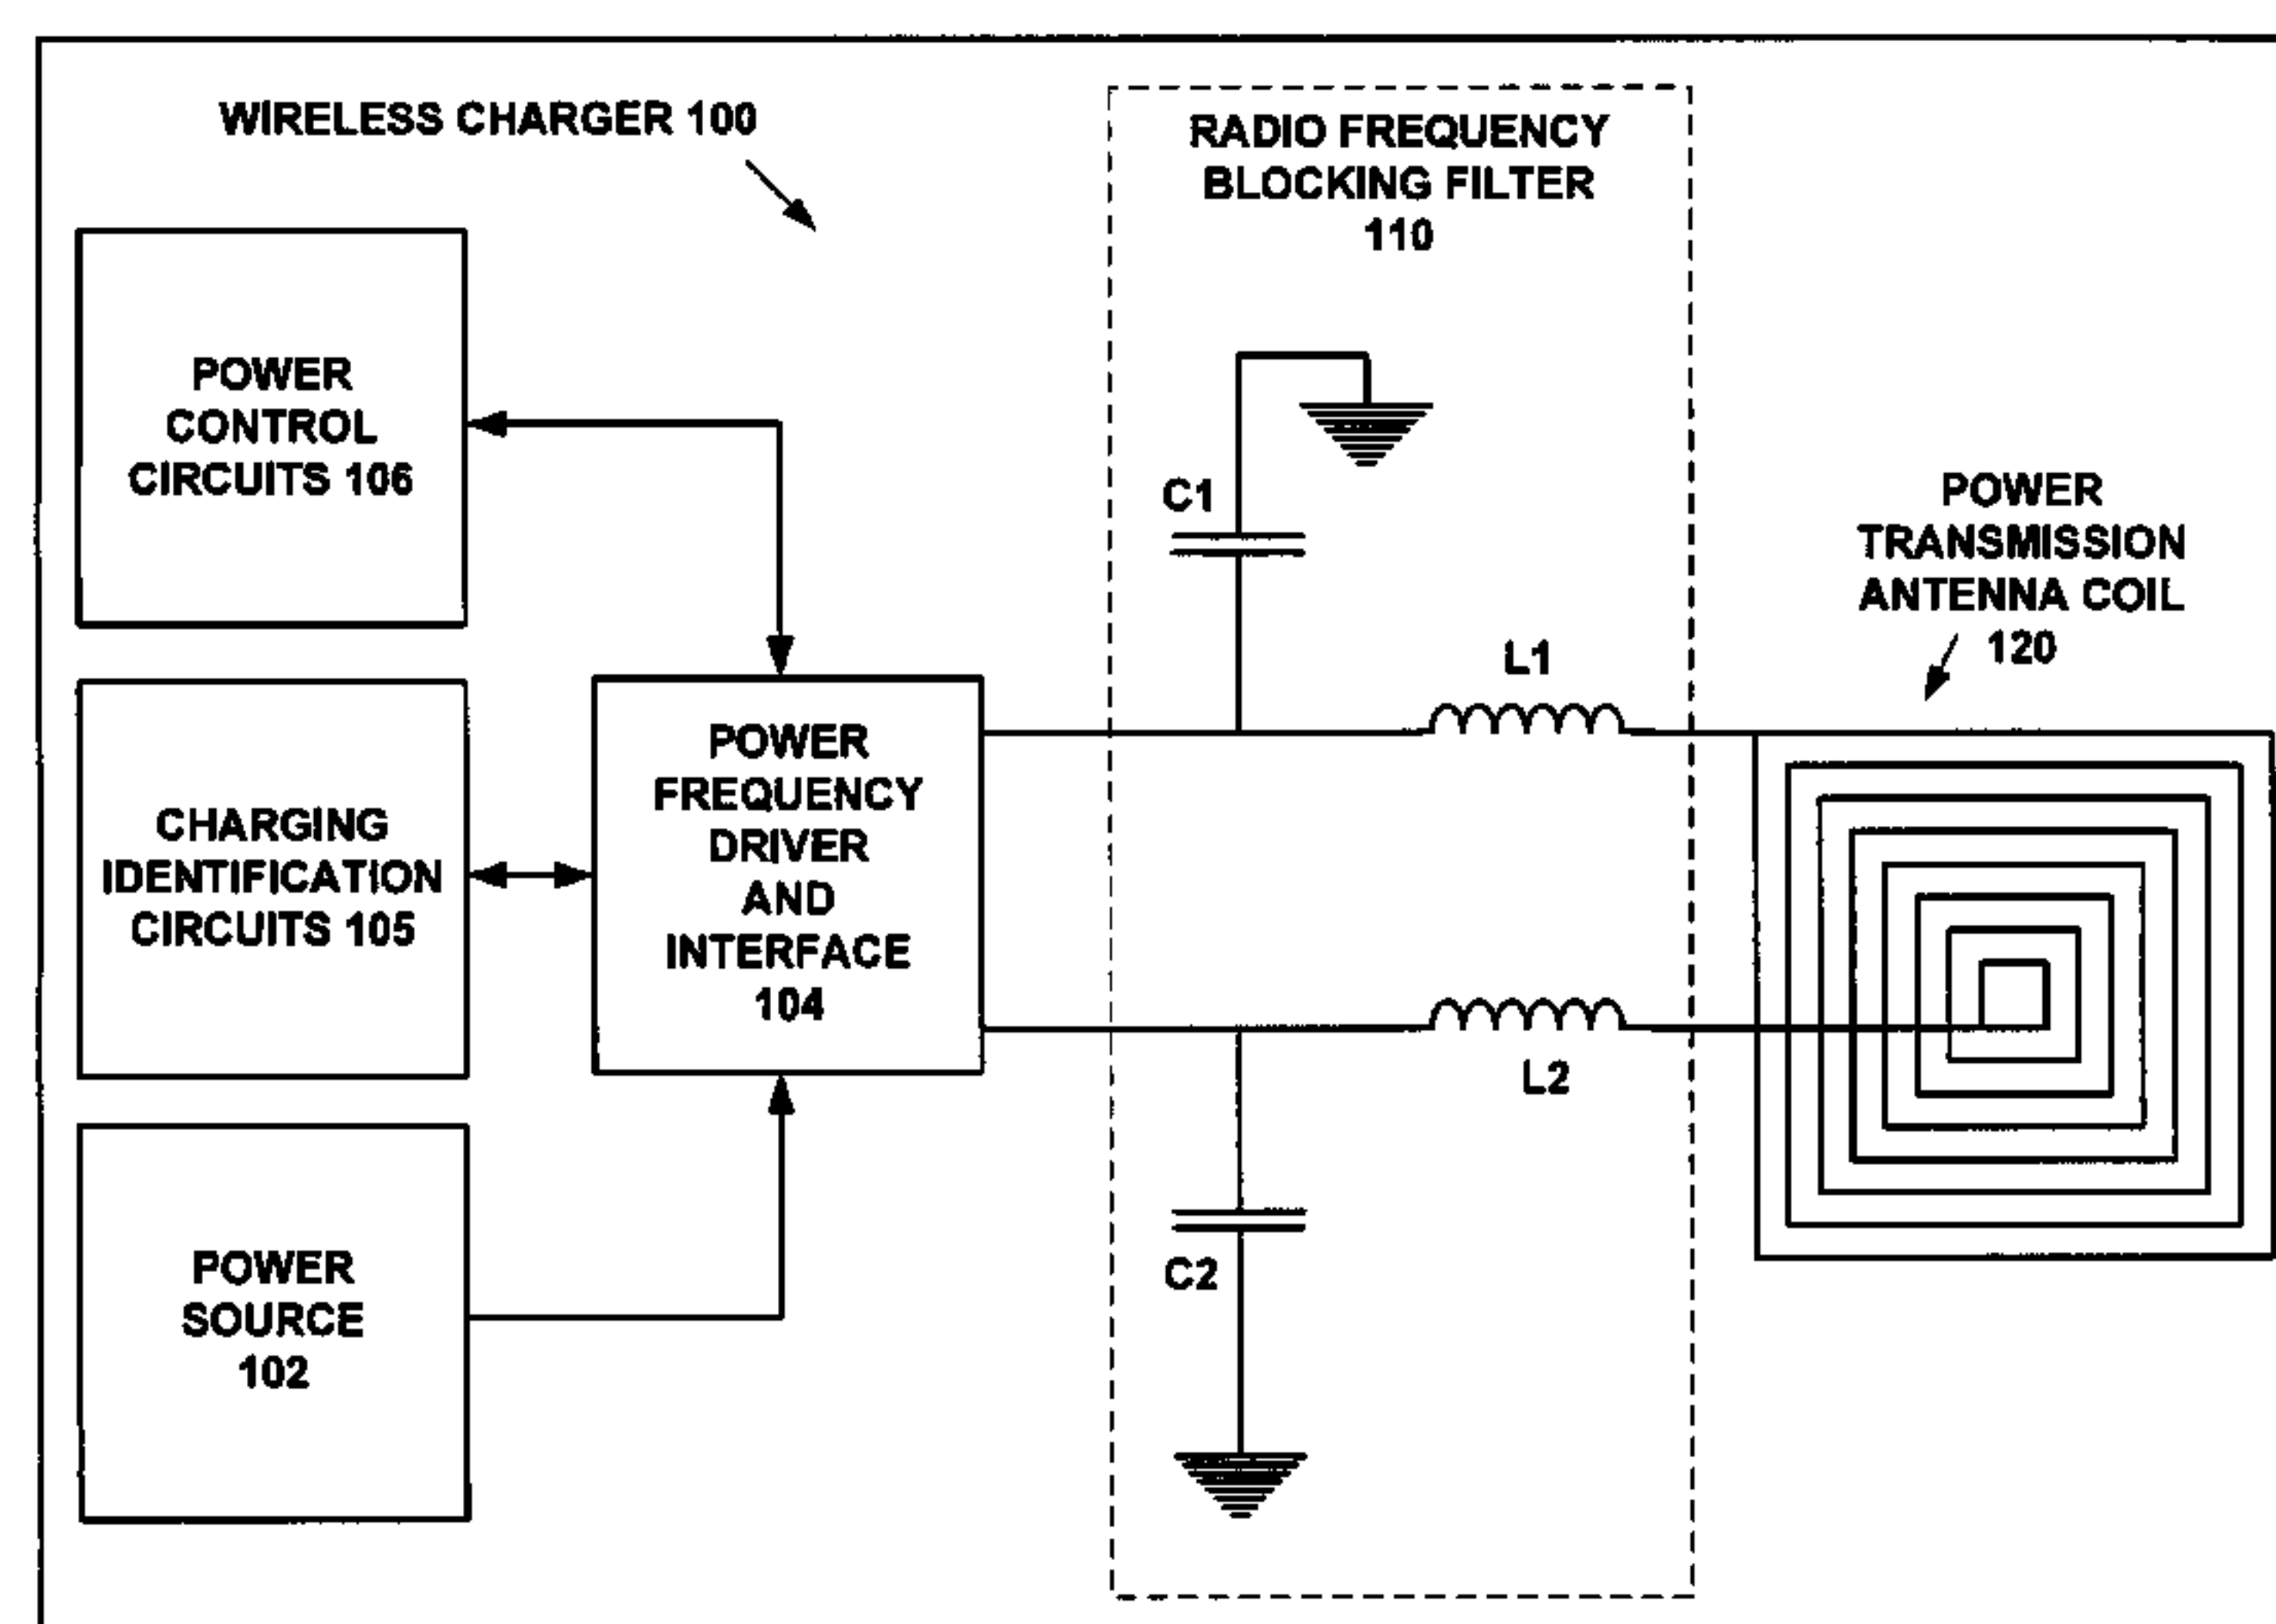 WIRELESS CHARGER 100
RADIO FREQUENCY
BLOCKING FILTER
110
POWER
CONTROL
CIRCUITS 106
C1
POWER
TRANSMISSION
ANTENNA COIL
120
L1
CHARGING
IDENTIFICATION
CIRCUITS 105
POWER
FREQUENCY
DRIVER
AND
INTERFACE
104
L2
POWER
SOURCE
102
C2